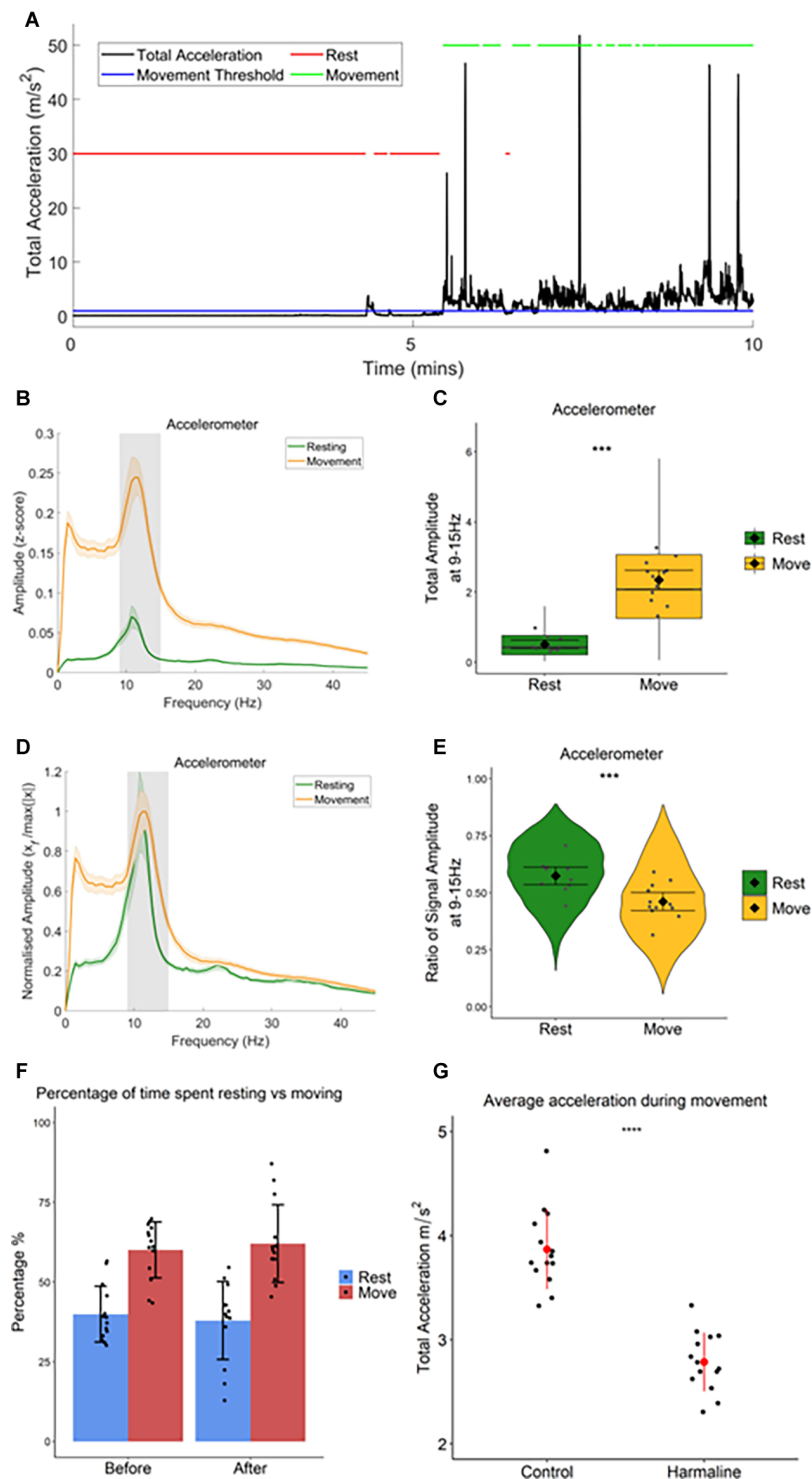 A
Total Acceleration (m/s²)
50
40
30
20
10
0
Total Acceleration
Rest
Movement Threshold
Movement
0
5
10
Time (mins)
B
Accelerometer
Amplitude (z-score)
0.3
0.25
0.2
0.15
0.1
0.05
0
Resting
Movement
0
10
20
30
40
Frequency (Hz)
C
Accelerometer
Total Amplitude
at 9-15Hz
6
4
2
0
***
Rest
Move
Rest
Move
D
Accelerometer
Normalised Amplitude (x_f/max(|x|)
1.2
1
0.8
0.6
0.4
0.2
0
Resting
Movement
0
10
20
30
40
Frequency (Hz)
E
Accelerometer
Ratio of Signal Amplitude
at 9-15Hz
1.00
0.75
0.50
0.25
0.00
***
Rest
Move
Rest
Move
F
Percentage of time spent resting vs moving
Percentage %
100
75
50
25
0
Rest
Move
Before
After
G
Average acceleration during movement
Total Acceleration m/s²
5
4
3
2
****
Control
Harmaline